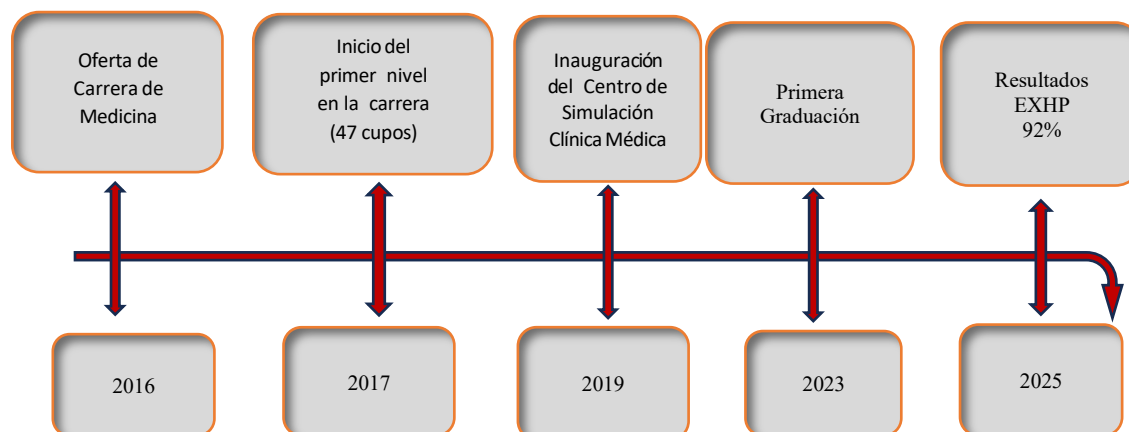 Oferta de
Carrera de
Medicina
Inicio del
primer nivel
en la carrera
(47 cupos)
Inauguración
del Centro de
Simulación
Clínica Médica
Primera
Graduación
Resultados
EXHP
92%
2016
2017
2019
2023
2025